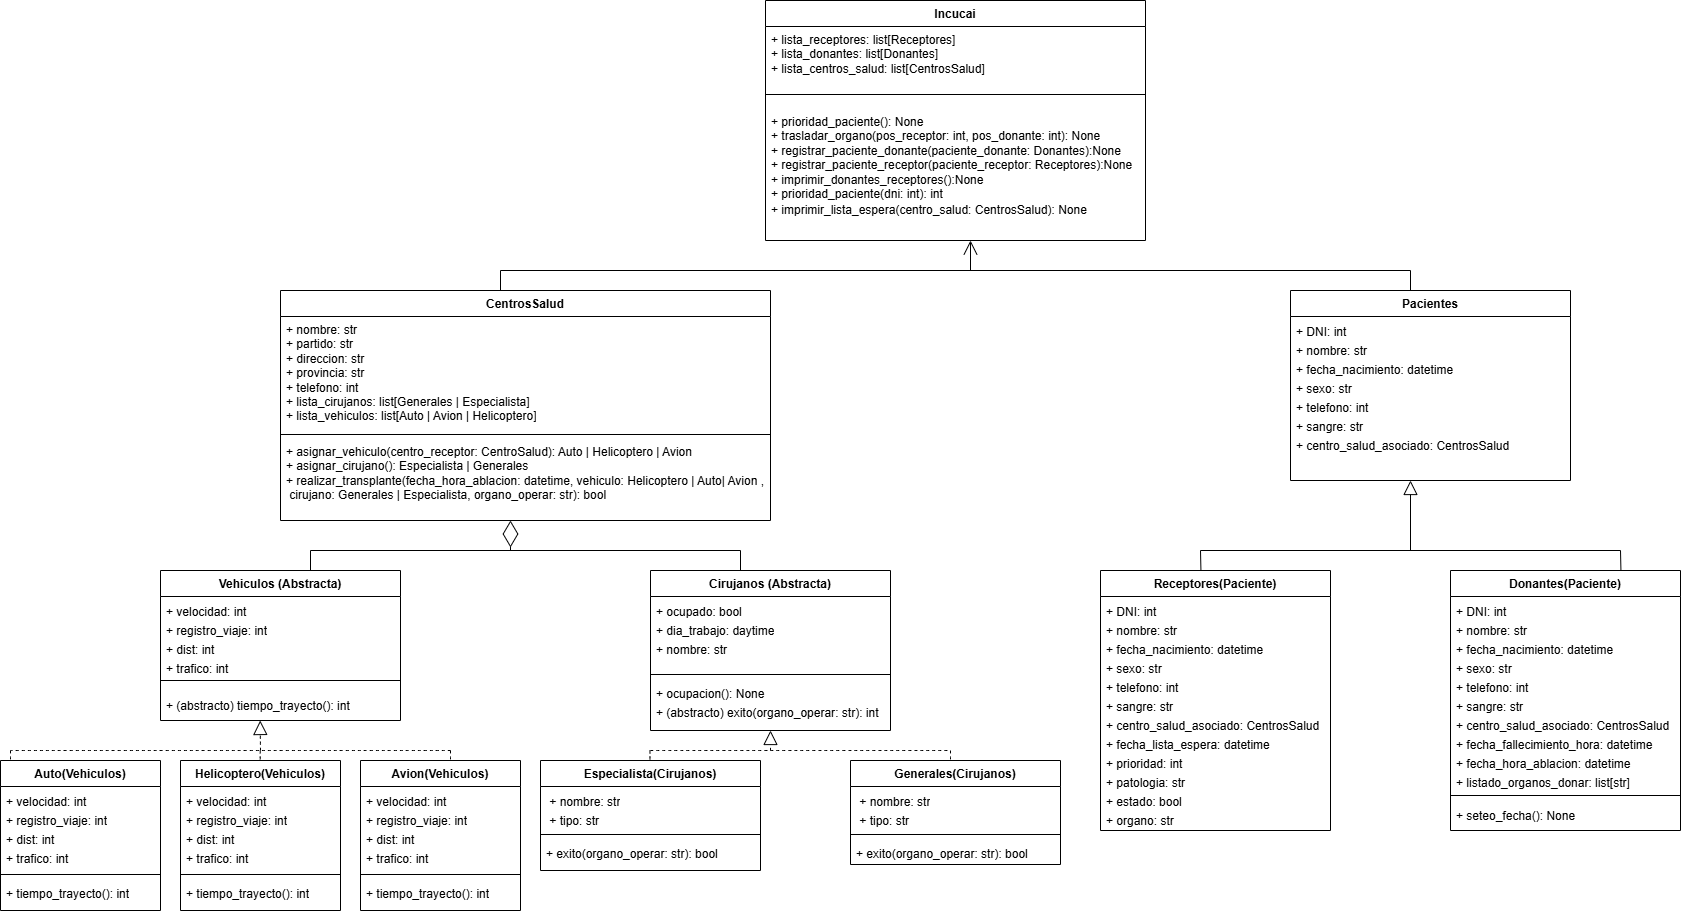 Incucai
+ lista_receptores: list[Receptores]
+ lista_donantes: list[Donantes]
+ lista_centros_salud: list[CentrosSalud]
+ prioridad_paciente(): None
+ trasladar_organo(pos_receptor: int, pos_donante: int): None
+ registrar_paciente_donante(paciente_donante: Donantes):None
+ registrar_paciente_receptor(paciente_receptor: Receptores):None
+ imprimir_donantes_receptores():None
+ prioridad_paciente(dni: int): int
+ imprimir_lista_espera(centro_salud: CentrosSalud): None
CentrosSalud
+ nombre: str
+ partido: str
+ direccion: str
+ provincia: str
+ telefono: int
+ lista_cirujanos: list[Generales | Especialista]
+ lista_vehiculos: list[Auto | Avion | Helicoptero]
+ asignar_vehiculo(centro_receptor: CentroSalud): Auto | Helicoptero | Avion
+ asignar_cirujano(): Especialista | Generales
+ realizar_transplante(fecha_hora_ablacion: datetime, vehiculo: Helicoptero | Auto| Avion ,
cirujano: Generales | Especialista, organo_operar: str): bool
Pacientes
+ DNI: int
+ nombre: str
+ fecha_nacimiento: datetime
+ sexo: str
+ telefono: int
+ sangre: str
+ centro_salud_asociado: CentrosSalud
Vehiculos (Abstracta)
+ velocidad: int
+ registro_viaje: int
+ dist: int
+ trafico: int
+ (abstracto) tiempo_trayecto(): int
Cirujanos (Abstracta)
+ ocupado: bool
+ dia_trabajo: daytime
+ nombre: str
+ ocupacion(): None
+ (abstracto) exito(organo_operar: str): int
Receptores(Paciente)
+ DNI: int
+ nombre: str
+ fecha_nacimiento: datetime
+ sexo: str
+ telefono: int
+ sangre: str
+ centro_salud_asociado: CentrosSalud
+ fecha_lista_espera: datetime
+ prioridad: int
+ patologia: str
+ estado: bool
+ organo: str
Donantes(Paciente)
+ DNI: int
+ nombre: str
+ fecha_nacimiento: datetime
+ sexo: str
+ telefono: int
+ sangre: str
+ centro_salud_asociado: CentrosSalud
+ fecha_fallecimiento_hora: datetime
+ fecha_hora_ablacion: datetime
+ listado_organos_donar: list[str]
+ seteo_fecha(): None
Auto(Vehiculos)
+ velocidad: int
+ registro_viaje: int
+ dist: int
+ trafico: int
+ tiempo_trayecto(): int
Helicoptero(Vehiculos)
+ velocidad: int
+ registro_viaje: int
+ dist: int
+ trafico: int
+ tiempo_trayecto(): int
Avion(Vehiculos)
+ velocidad: int
+ registro_viaje: int
+ dist: int
+ trafico: int
+ tiempo_trayecto(): int
Especialista(Cirujanos)
+ nombre: str
+ tipo: str
+ exito(organo_operar: str): bool
Generales(Cirujanos)
+ nombre: str
+ tipo: str
+ exito(organo_operar: str): bool